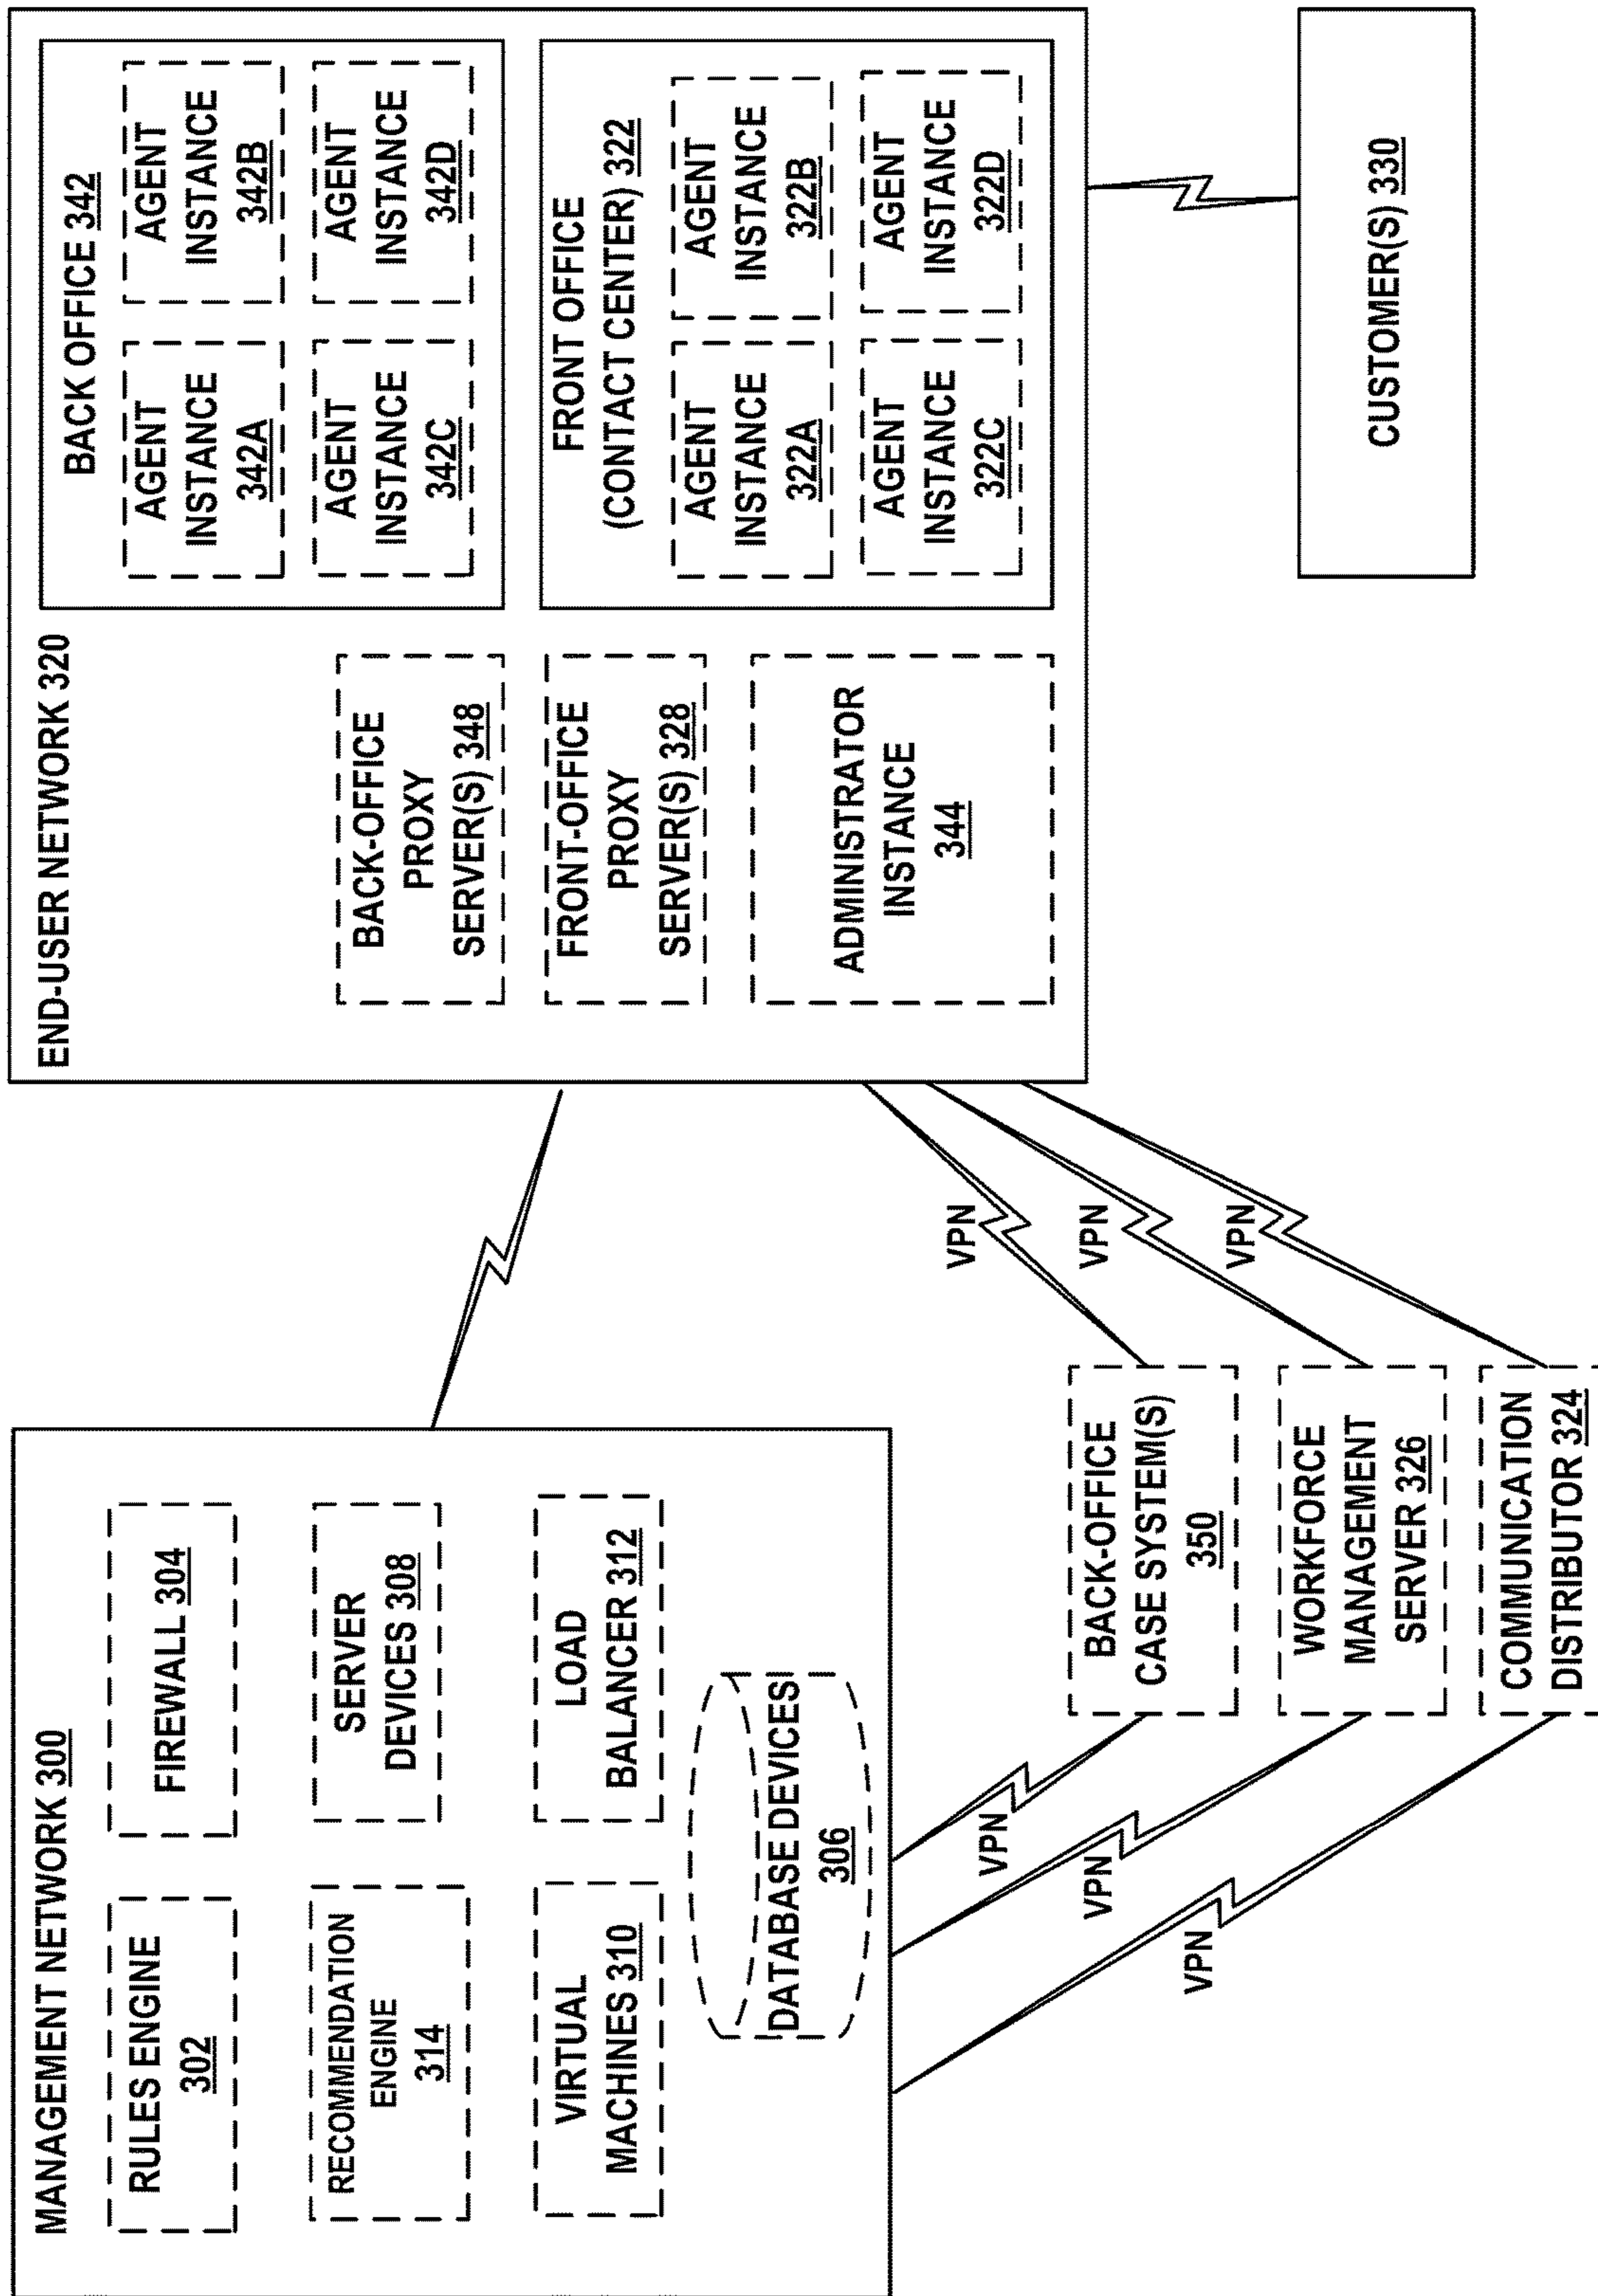 MANAGEMENT NETWORK 300
RULES ENGINE
302
FIREWALL 304
RECOMMENDATION
ENGINE
314
SERVER
DEVICES 308
VIRTUAL
MACHINES 310
LOAD
BALANCER 312
DATABASE DEVICES
306
VPN
VPN
VPN
BACK-OFFICE
CASE SYSTEM(S)
350
WORKFORCE
MANAGEMENT
SERVER 326
COMMUNICATION
DISTRIBUTOR 324
VPN
VPN
VPN
END-USER NETWORK 320
BACK-OFFICE
PROXY
SERVER(S) 348
FRONT-OFFICE
PROXY
SERVER(S) 328
ADMINISTRATOR
INSTANCE
344
BACK OFFICE 342
AGENT
INSTANCE
342A
AGENT
INSTANCE
342B
AGENT
INSTANCE
342C
AGENT
INSTANCE
342D
FRONT OFFICE
(CONTACT CENTER) 322
AGENT
INSTANCE
322A
AGENT
INSTANCE
322B
AGENT
INSTANCE
322C
AGENT
INSTANCE
322D
CUSTOMER(S) 330